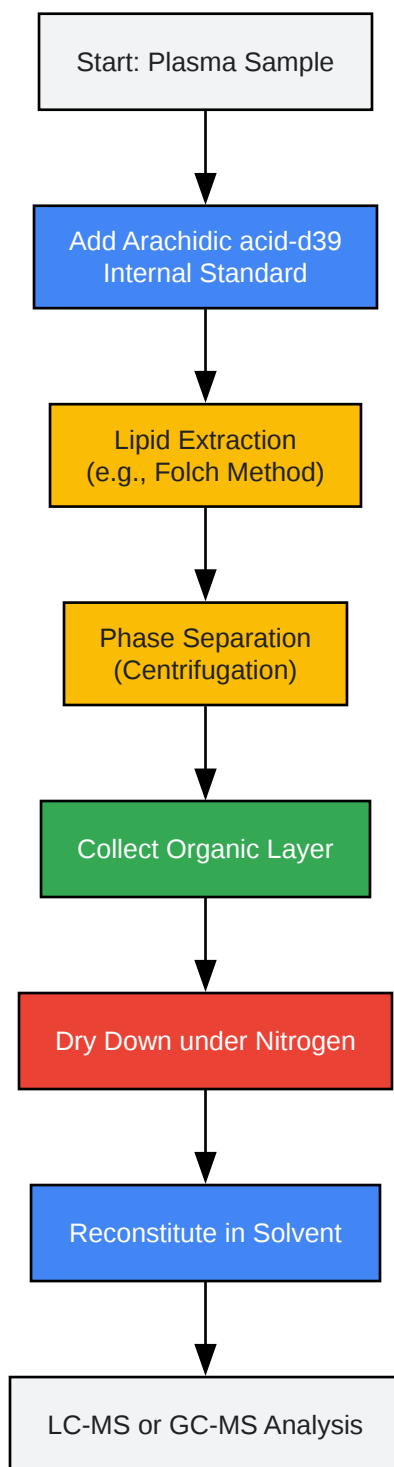 Start: Plasma Sample
Add Arachidic acid-d39
Internal Standard
Lipid Extraction
(e.g., Folch Method)
Phase Separation
(Centrifugation)
Collect Organic Layer
Dry Down under Nitrogen
Reconstitute in Solvent
LC-MS or GC-MS Analysis